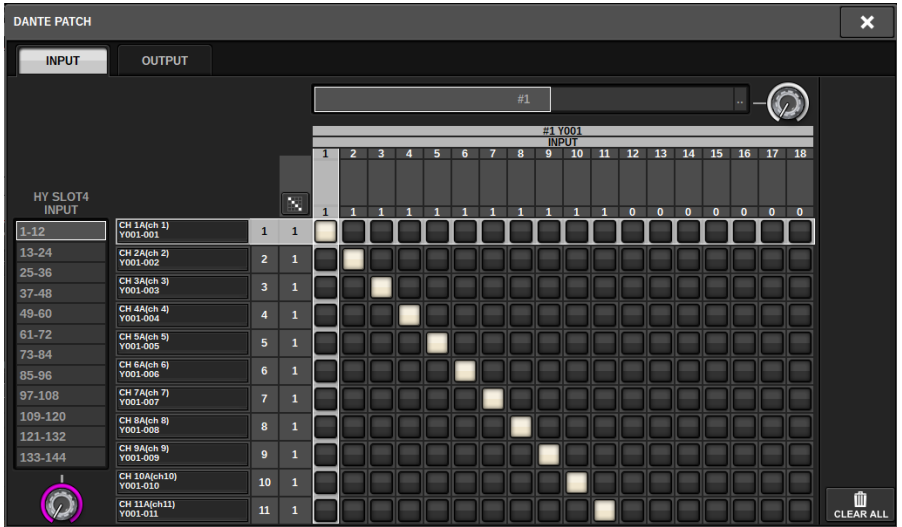 DANTE PATCH
INPUT OUTPUT
#1 ..
#1 Y001
INPUT
1 2 3 4 5 6 7 8 9 10 11 12 13 14 15 16 17 18
HY SLOT4
INPUT
1 1 1 1 1 1 1 1 1 1 1 0 0 0 0 0 0 0
1-12
13-24
25-36
37-48
49-60
61-72
73-84
85-96
97-108
109-120
121-132
133-144
CH 1A(ch 1)
Y001-001
1 1
CH 2A(ch 2)
Y001-002
2 1
CH 3A(ch 3)
Y001-003
3 1
CH 4A(ch 4)
Y001-004
4 1
CH 5A(ch 5)
Y001-005
5 1
CH 6A(ch 6)
Y001-006
6 1
CH 7A(ch 7)
Y001-007
7 1
CH 8A(ch 8)
Y001-008
8 1
CH 9A(ch 9)
Y001-009
9 1
CH 10A(ch10)
Y001-010
10 1
CH 11A(ch11)
Y001-011
11 1
CLEAR ALL